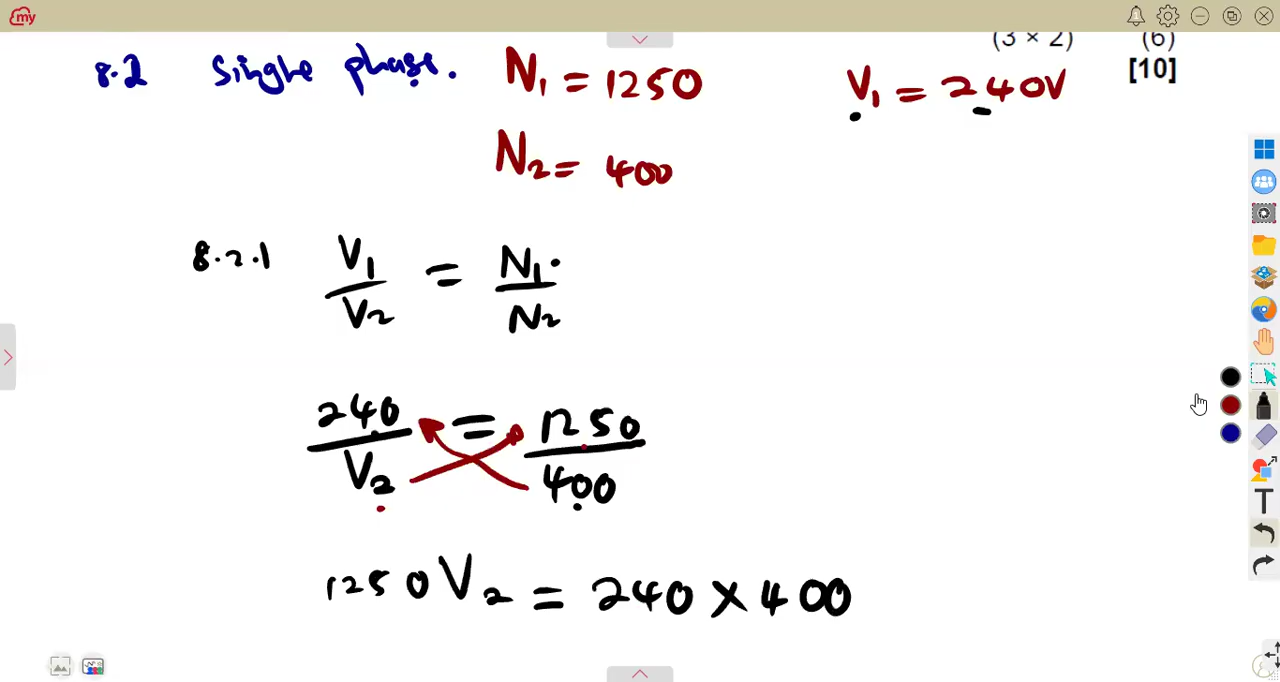 my
(3 × 2) (6)
[10]
8.2 Single phase. N₁ = 1250 V₁ = 240V
N₂ = 400
8.2.1 V₁/V₂ = N₁/N₂
240/V₂ = 1250/400
1250 V₂ = 240 × 400
T